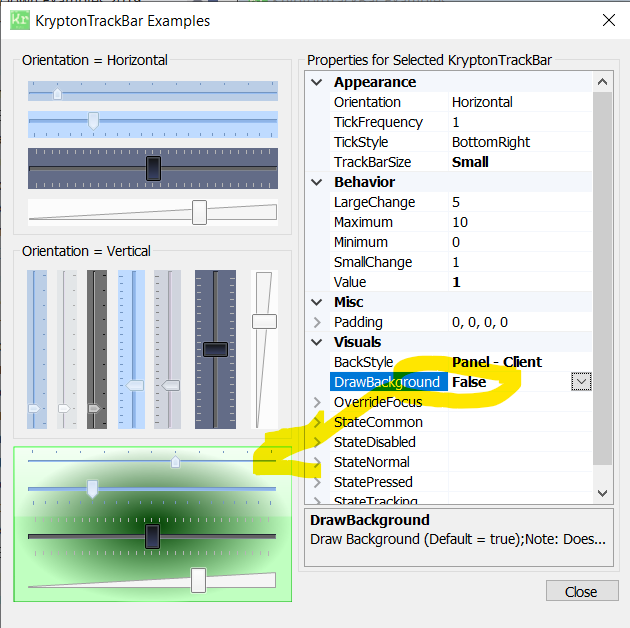 Kr KryptonTrackBar Examples
Orientation = Horizontal
Orientation = Vertical
Properties for Selected KryptonTrackBar
Appearance
Orientation Horizontal
TickFrequency 1
TickStyle BottomRight
TrackBarSize Small
Behavior
LargeChange 5
Maximum 10
Minimum 0
SmallChange 1
Value 1
Misc
Padding 0, 0, 0, 0
Visuals
BackStyle Panel - Client
DrawBackground False
OverrideFocus
StateCommon
StateDisabled
StateNormal
StatePressed
StateTracking
DrawBackground
Draw Background (Default = true);Note: Does...
Close